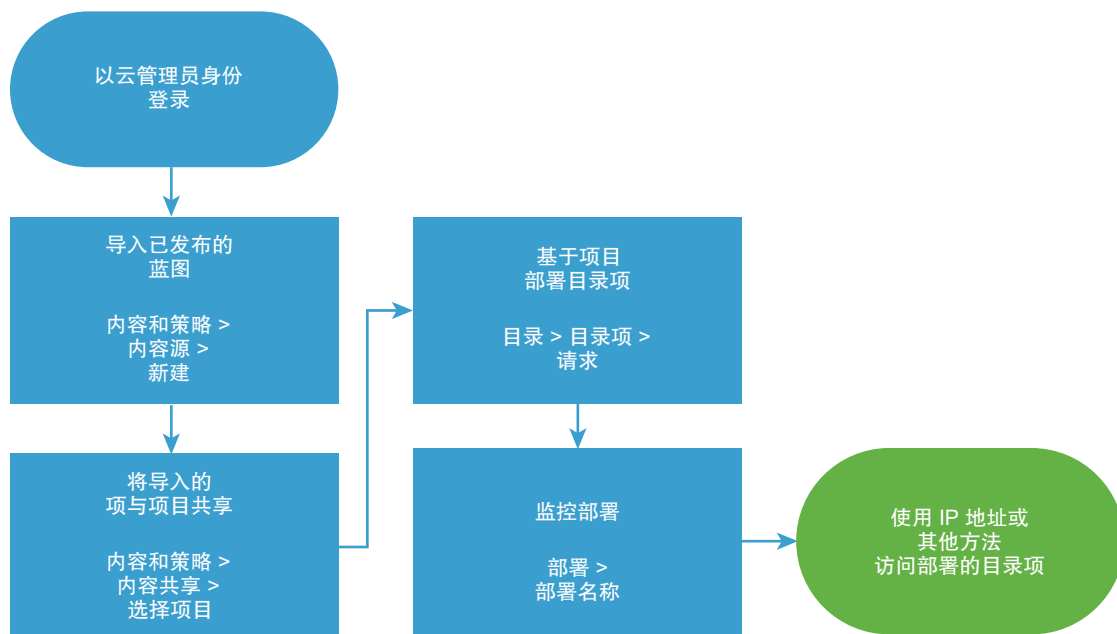 以云管理员身份
登录
导入已发布的
蓝图
内容和策略 >
内容源 >
新建
将导入的
项与项目共享
内容和策略 >
内容共享 >
选择项目
基于项目
部署目录项
目录 > 目录项 >
请求
监控部署
部署 >
部署名称
使用 IP 地址或
其他方法
访问部署的目录项